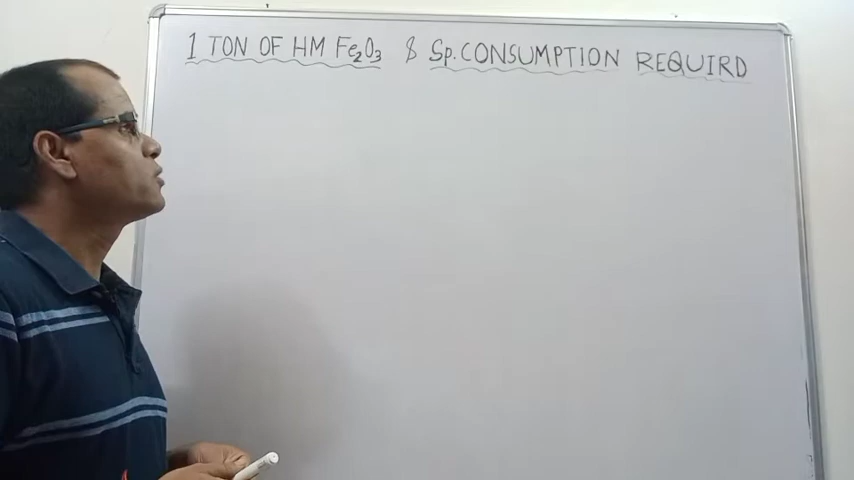 1 TON OF HM Fe₂O₃ & Sp. CONSUMPTION REQUIRD